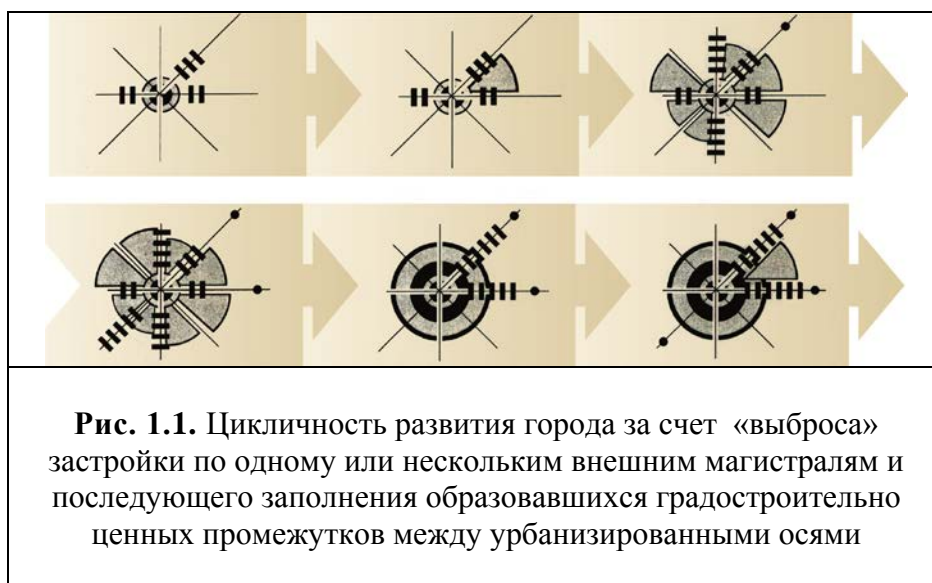 Рис. 1.1. Цикличность развития города за счет «выброса»
застройки по одному или нескольким внешним магистралям и
последующего заполнения образовавшихся градостроительно
ценных промежутков между урбанизированными осями